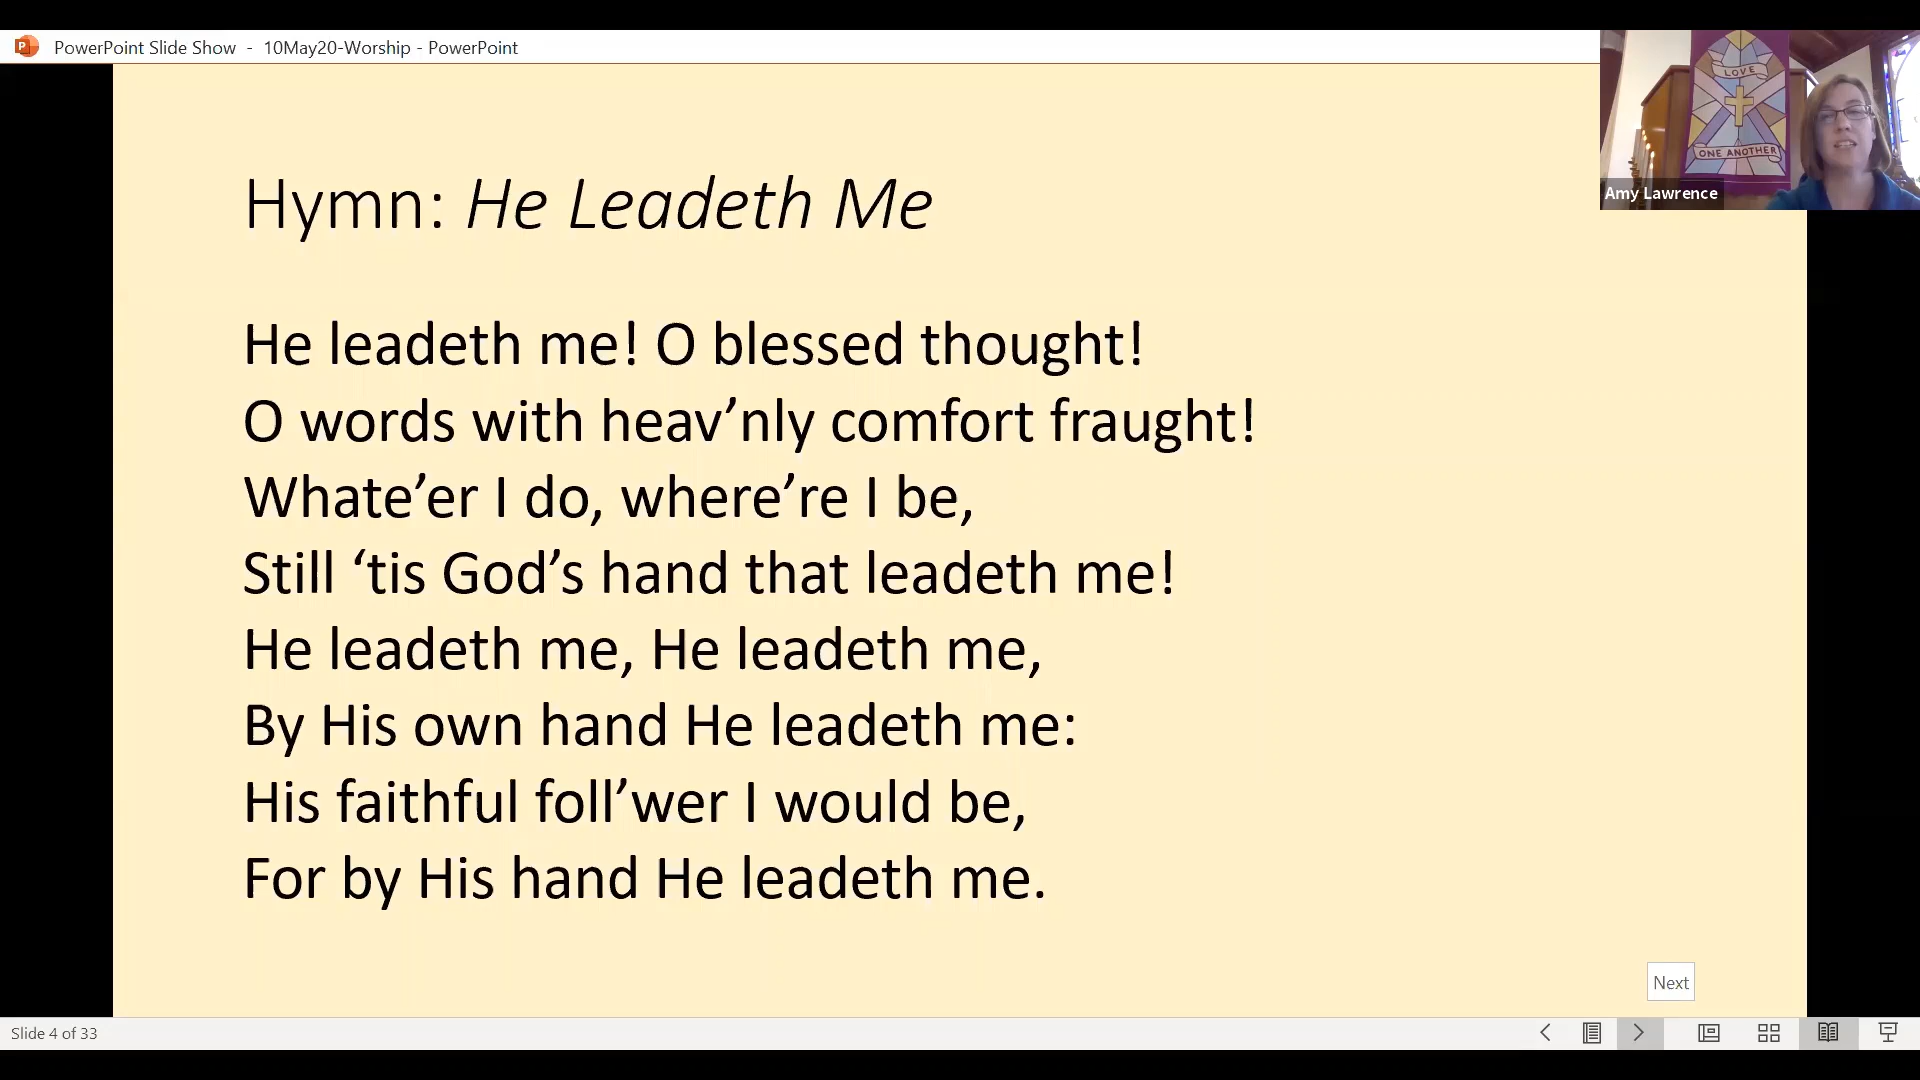 PowerPoint Slide Show - 10May20-Worship - PowerPoint
LOVE
ONE ANOTHER
Amy Lawrence
Hymn: He Leadeth Me
He leadeth me! O blessed thought!
O words with heav’nly comfort fraught!
Whate’er I do, where’re I be,
Still ‘tis God’s hand that leadeth me!
He leadeth me, He leadeth me,
By His own hand He leadeth me:
His faithful foll’wer I would be,
For by His hand He leadeth me.
Next
Slide 4 of 33